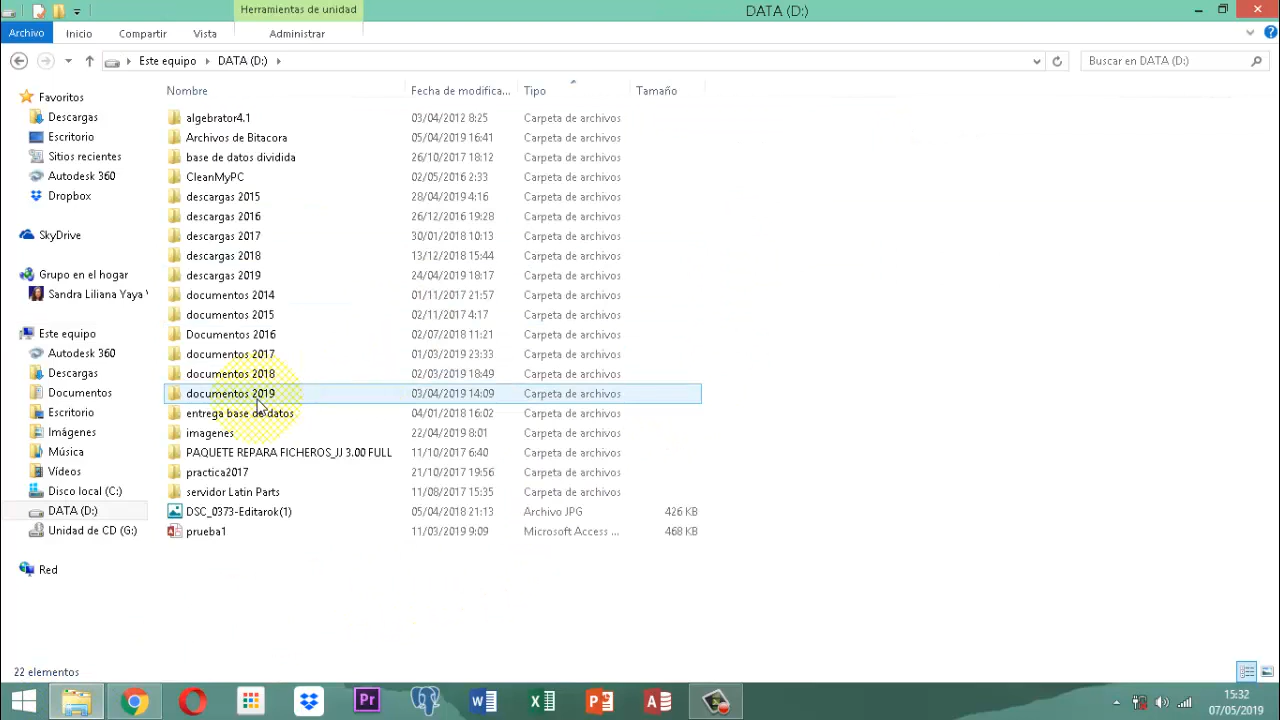 Herramientas de unidad
DATA (D:)
Archivo Inicio Compartir Vista Administrar
Este equipo DATA (D:) Buscar en DATA (D:)
Nombre Fecha de modifica... Tipo Tamaño
Favoritos
Descargas
Escritorio
Sitios recientes
Autodesk 360
Dropbox
SkyDrive
Grupo en el hogar
Sandra Liliana Yaya
Este equipo
Autodesk 360
Descargas
Documentos
Escritorio
Imágenes
Música
Vídeos
Disco local (C:)
DATA (D:)
Unidad de CD (G:)
Red
algebrator4.1 03/04/2012 8:25 Carpeta de archivos
Archivos de Bitacora 05/04/2019 16:41 Carpeta de archivos
base de datos dividida 26/10/2017 18:12 Carpeta de archivos
CleanMyPC 02/05/2016 2:33 Carpeta de archivos
descargas 2015 28/04/2019 4:16 Carpeta de archivos
descargas 2016 26/12/2016 19:28 Carpeta de archivos
descargas 2017 30/01/2018 10:13 Carpeta de archivos
descargas 2018 13/12/2018 15:44 Carpeta de archivos
descargas 2019 24/04/2019 18:17 Carpeta de archivos
documentos 2014 01/11/2017 21:57 Carpeta de archivos
documentos 2015 02/11/2017 4:17 Carpeta de archivos
Documentos 2016 02/07/2018 11:21 Carpeta de archivos
documentos 2017 01/03/2019 23:33 Carpeta de archivos
documentos 2018 02/03/2019 18:49 Carpeta de archivos
documentos 2019 03/04/2019 14:09 Carpeta de archivos
entrega base de datos 04/01/2018 16:02 Carpeta de archivos
imagenes 22/04/2019 8:01 Carpeta de archivos
PAQUETE REPARA FICHEROS_JJ 3.00 FULL 11/10/2017 6:40 Carpeta de archivos
practica2017 21/10/2017 19:56 Carpeta de archivos
servidor Latin Parts 11/08/2017 15:35 Carpeta de archivos
DSC_0373-Editarok(1) 05/04/2018 21:13 Archivo JPG 426 KB
prueba1 11/03/2019 9:09 Microsoft Access ... 468 KB
22 elementos
Pr
15:32
07/05/2019